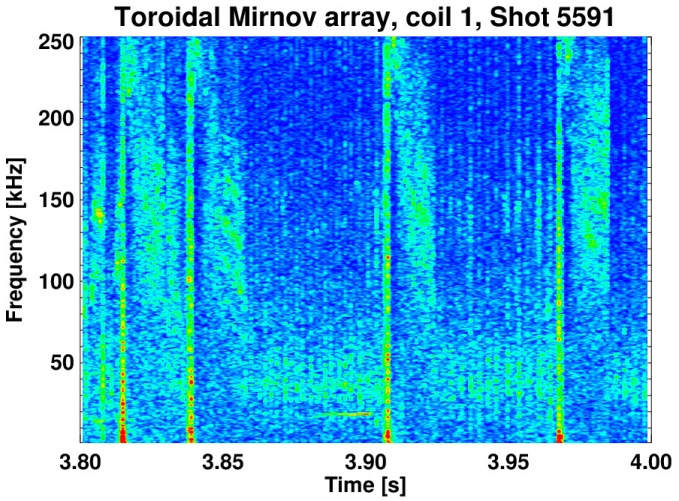 Toroidal Mirnov array, coil 1, Shot 5591
250
200
150
100
50
Frequency [kHz]
3.80 3.85 3.90 3.95 4.00
Time [s]